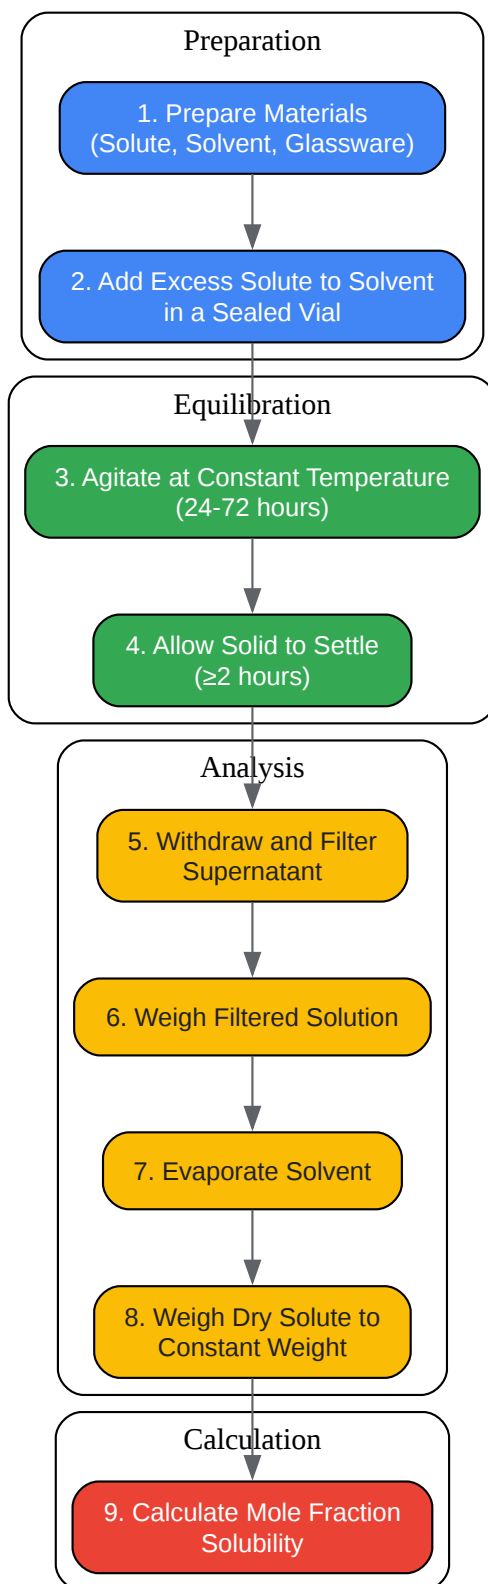 Preparation
1. Prepare Materials
(Solute, Solvent, Glassware)
2. Add Excess Solute to Solvent
in a Sealed Vial
Equilibration
3. Agitate at Constant Temperature
(24-72 hours)
4. Allow Solid to Settle
(≥2 hours)
Analysis
5. Withdraw and Filter
Supernatant
6. Weigh Filtered Solution
7. Evaporate Solvent
8. Weigh Dry Solute to
Constant Weight
Calculation
9. Calculate Mole Fraction
Solubility